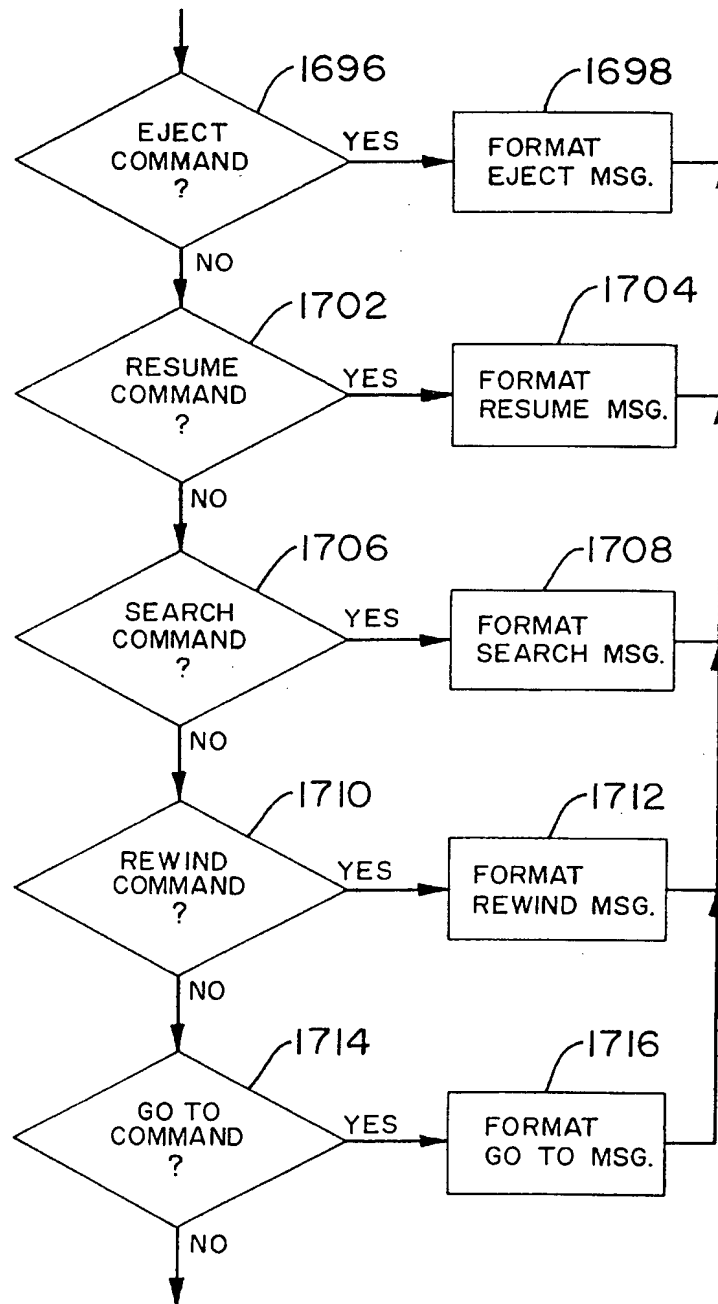 1696
1698
EJECT
COMMAND
?
YES
FORMAT
EJECT MSG.
NO
1702
1704
RESUME
COMMAND
?
YES
FORMAT
RESUME MSG.
NO
1706
1708
SEARCH
COMMAND
?
YES
FORMAT
SEARCH MSG.
NO
1710
1712
REWIND
COMMAND
?
YES
FORMAT
REWIND MSG.
NO
1714
1716
GO TO
COMMAND
?
YES
FORMAT
GO TO MSG.
NO